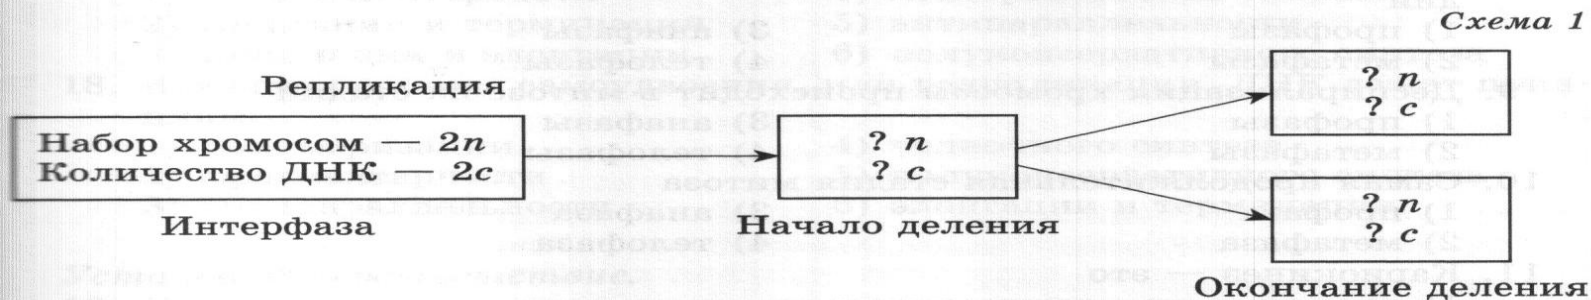 Схема 1
Репликация
Набор хромосом — 2n
Количество ДНК — 2c
Интерфаза
? n
? c
Начало деления
? n
? c
? n
? c
Окончание деления